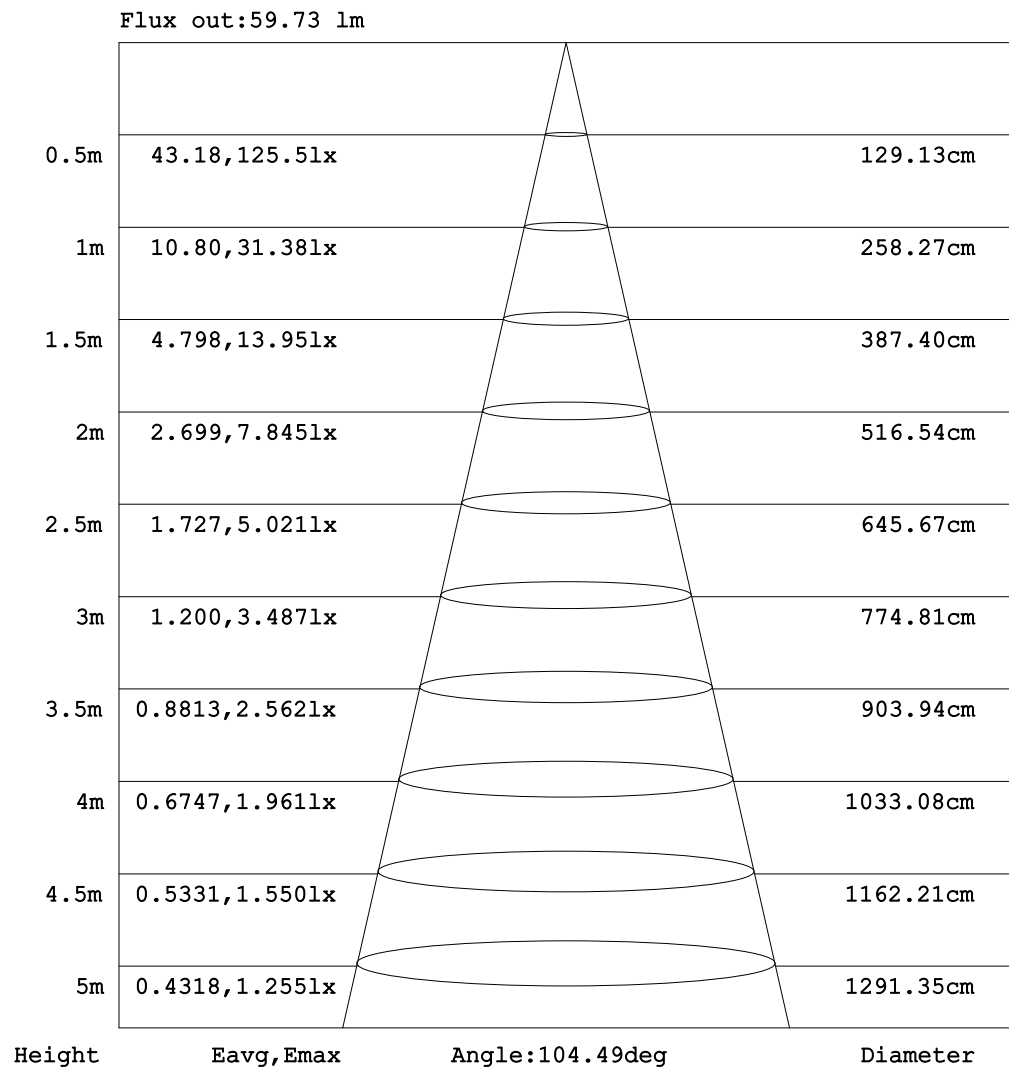 Flux out:59.73 lm
0.5m 43.18,125.5lx 129.13cm
1m 10.80,31.38lx 258.27cm
1.5m 4.798,13.95lx 387.40cm
2m 2.699,7.845lx 516.54cm
2.5m 1.727,5.021lx 645.67cm
3m 1.200,3.487lx 774.81cm
3.5m 0.8813,2.562lx 903.94cm
4m 0.6747,1.961lx 1033.08cm
4.5m 0.5331,1.550lx 1162.21cm
5m 0.4318,1.255lx 1291.35cm
Height Eavg,Emax Angle:104.49deg Diameter